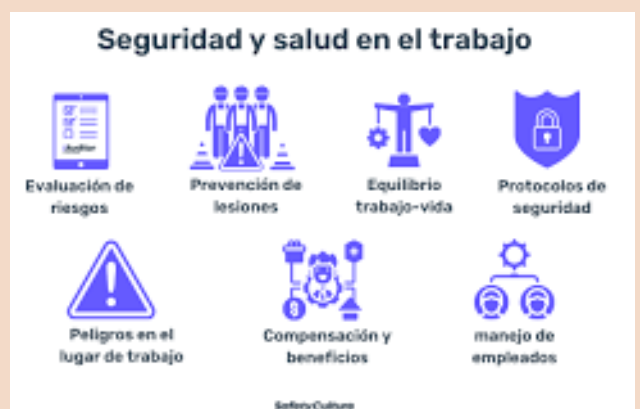 Seguridad y salud en el trabajo
Evaluación de
riesgos
Prevención de
lesiones
Equilibrio
trabajo-vida
Protocolos de
seguridad
Peligros en el
lugar de trabajo
Compensación y
beneficios
manejo de
empleados
SafetyCulture